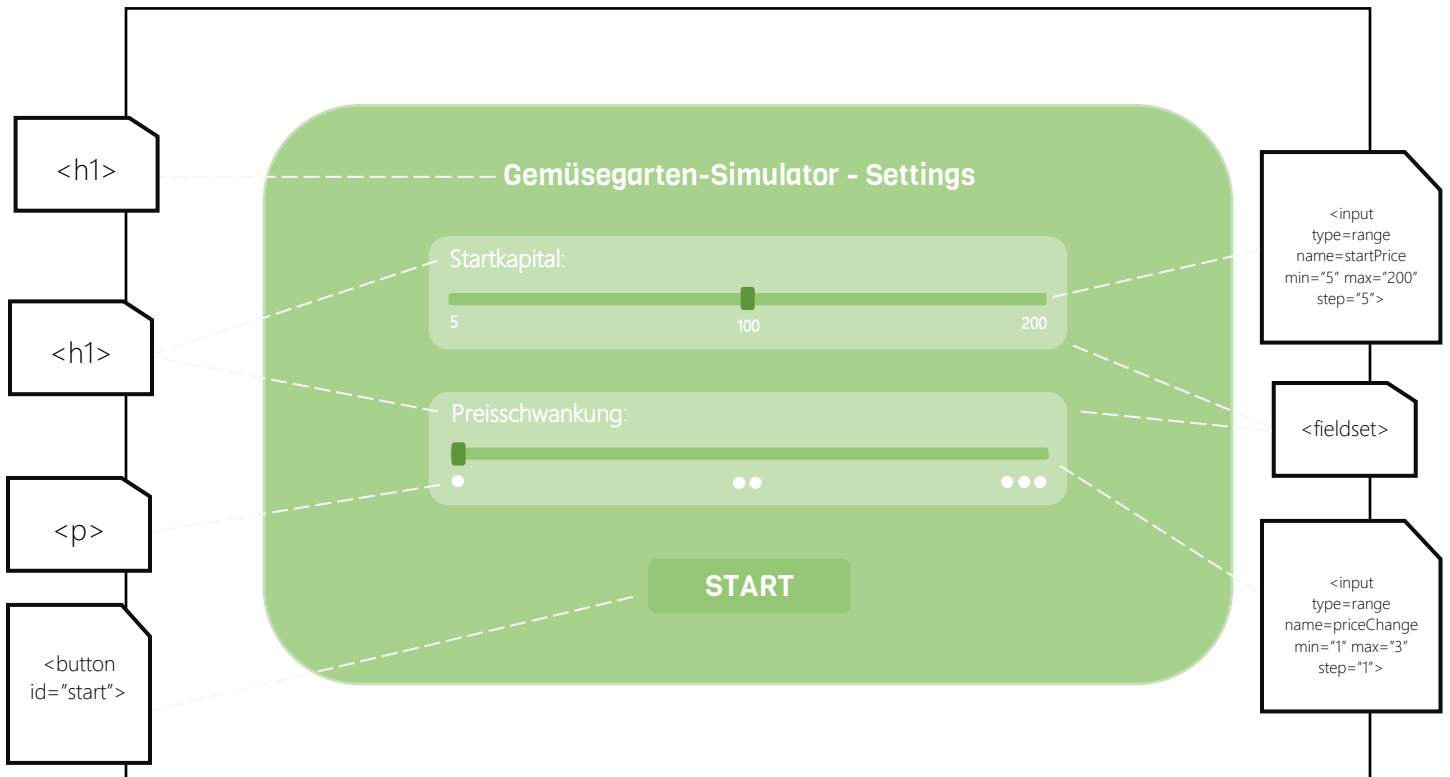 <h1>
Gemüsegarten-Simulator - Settings
<input
type=range
name=startPrice
min="5" max="200"
step="5">
Startkapital:
5
100
200
<h1>
<fieldset>
Preisschwankung:
<p>
<input
type=range
name=priceChange
min="1" max="3"
step="1">
START
<button
id="start">